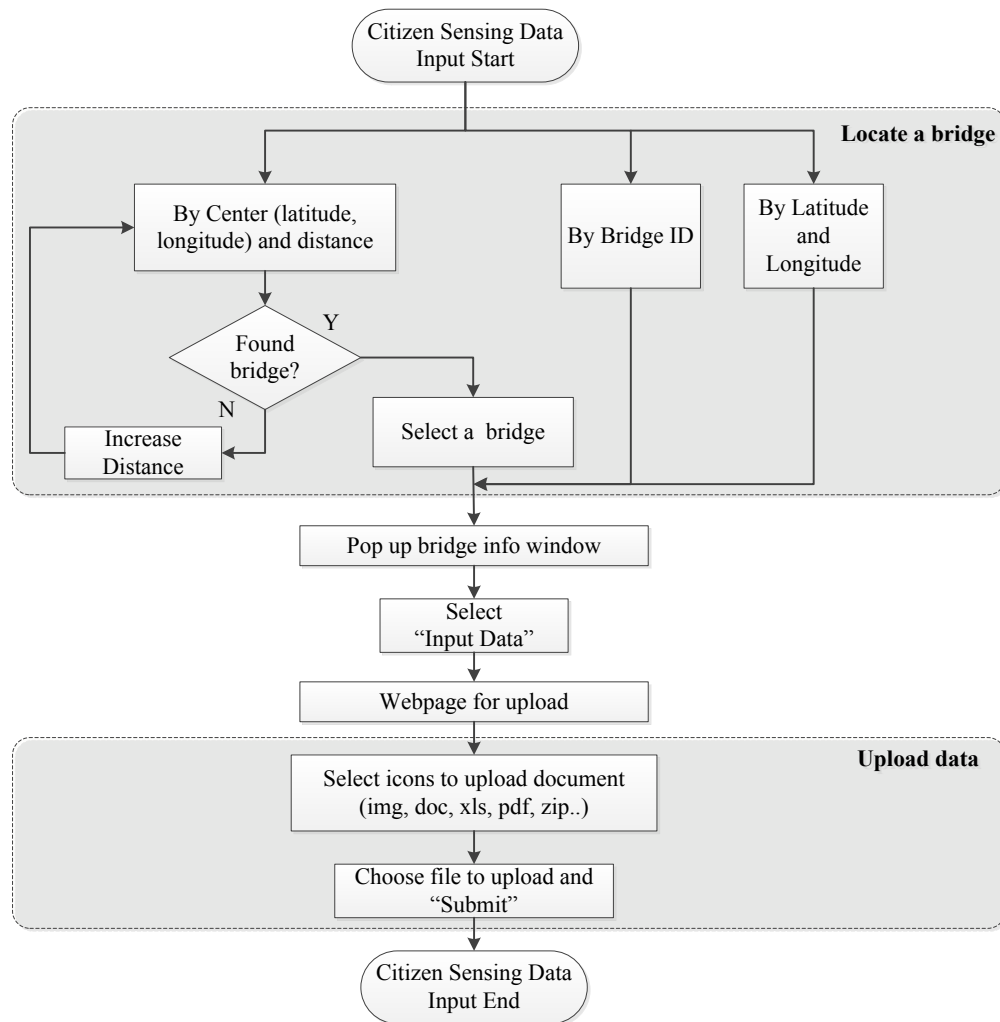 Citizen Sensing Data
Input Start
Locate a bridge
By Center (latitude,
longitude) and distance
By Bridge ID
By Latitude
and
Longitude
Y
Found
bridge?
N
Increase
Distance
Select a bridge
Pop up bridge info window
Select
“Input Data”
Webpage for upload
Upload data
Select icons to upload document
(img, doc, xls, pdf, zip..)
Choose file to upload and
“Submit”
Citizen Sensing Data
Input End